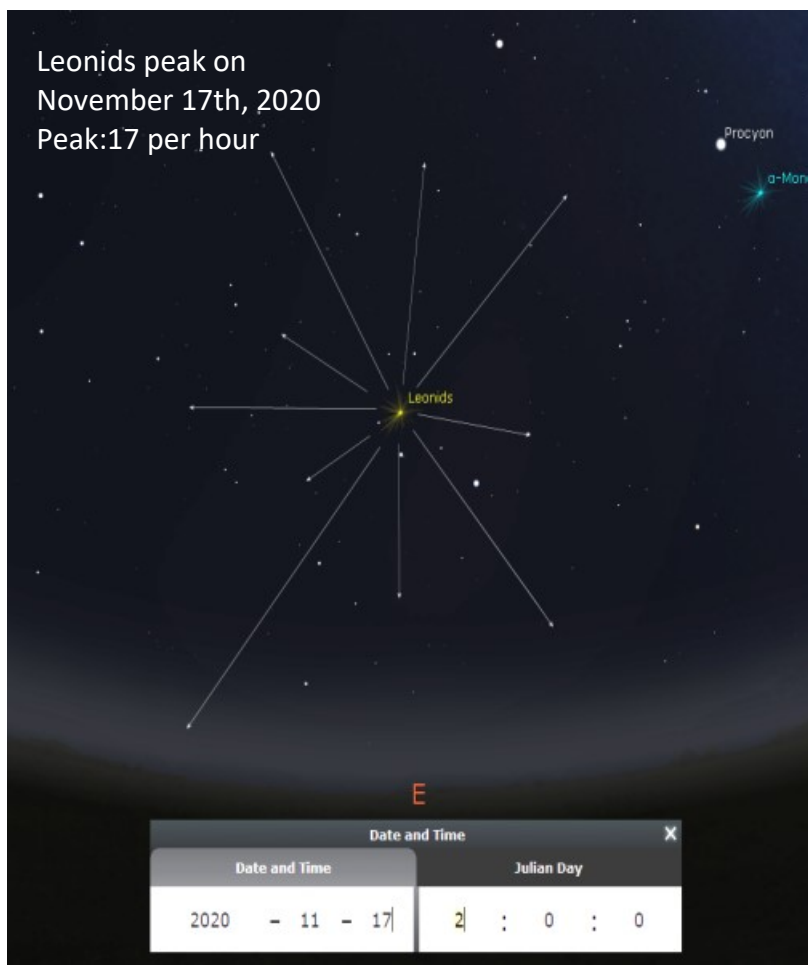 Leonids peak on
November 17th, 2020
Peak:17 per hour
Procyon
α-Mon
Leonids
E
Date and Time X
Date and Time Julian Day
2020 - 11 - 17 2 : 0 : 0